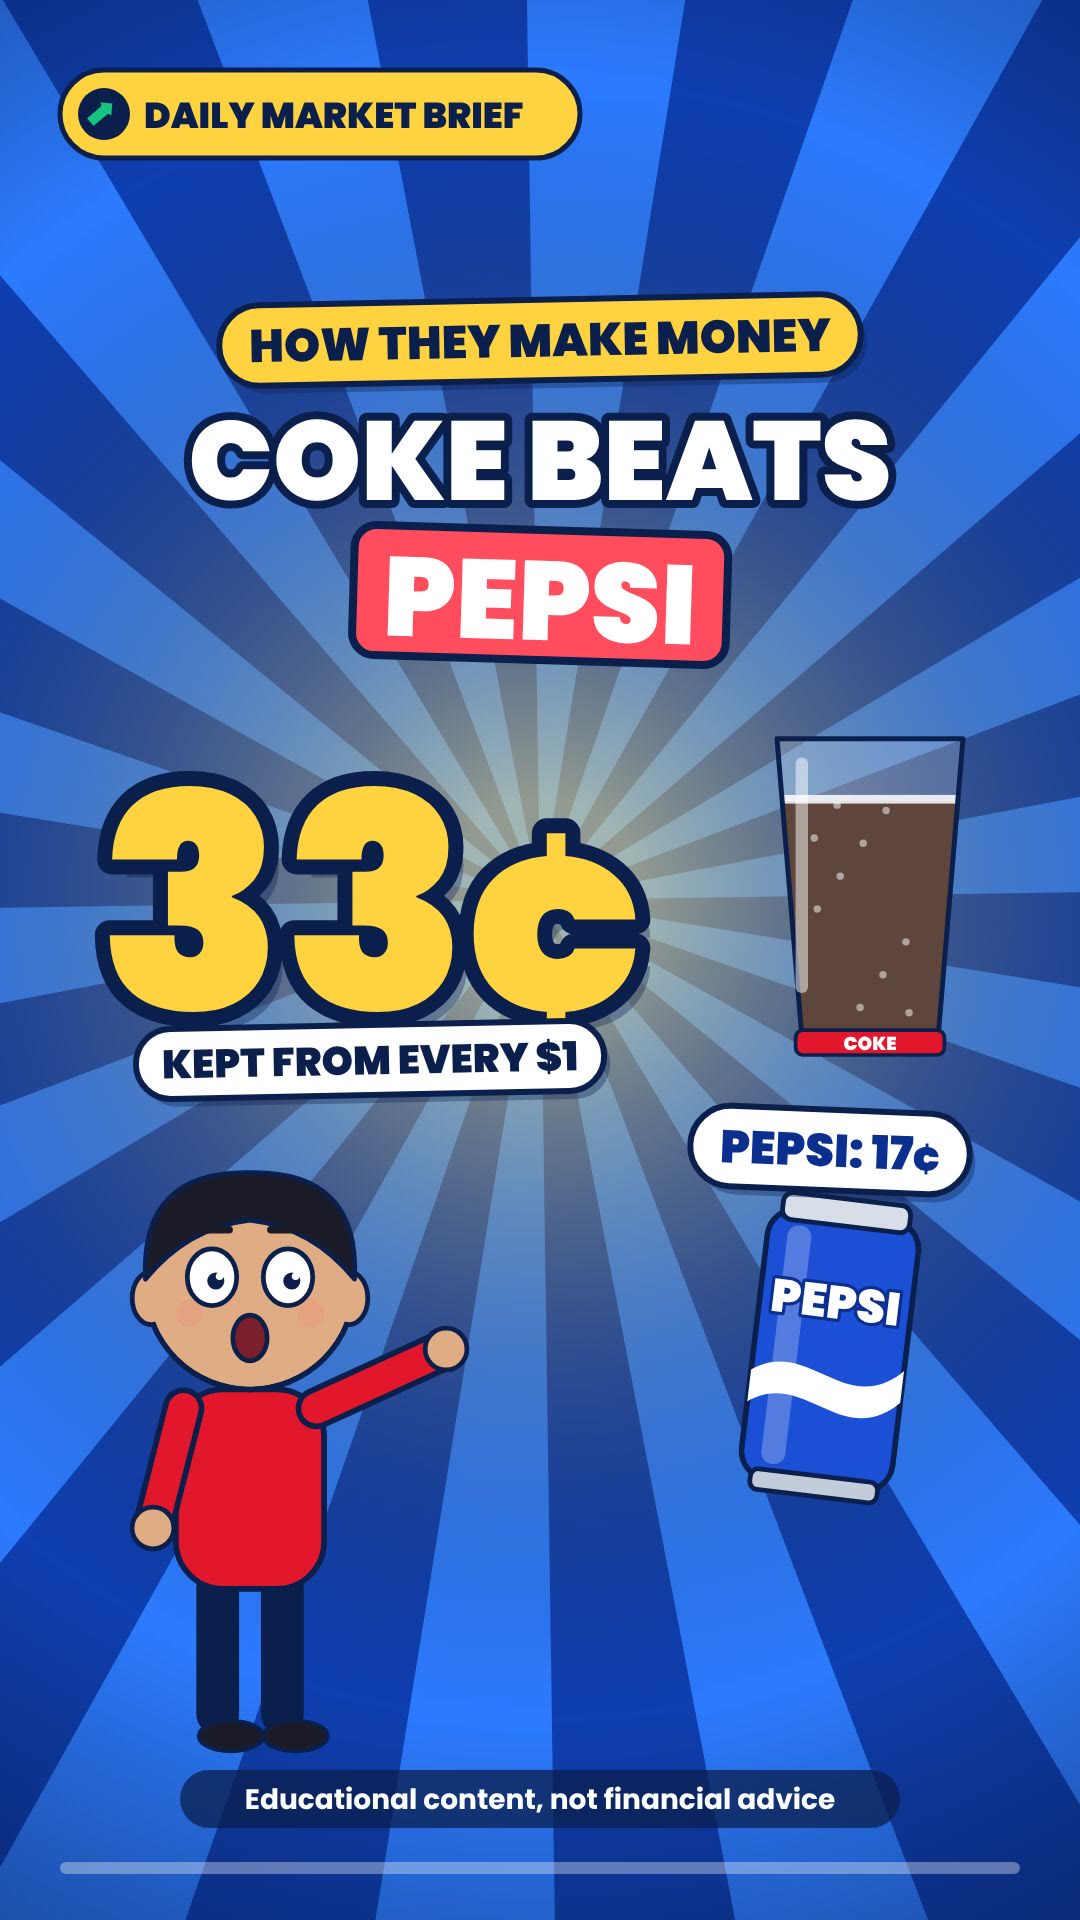 DAILY MARKET BRIEF
HOW THEY MAKE MONEY
COKE BEATS
PEPSI
33¢
KEPT FROM EVERY $1
COKE
PEPSI: 17¢
PEPSI
Educational content, not financial advice